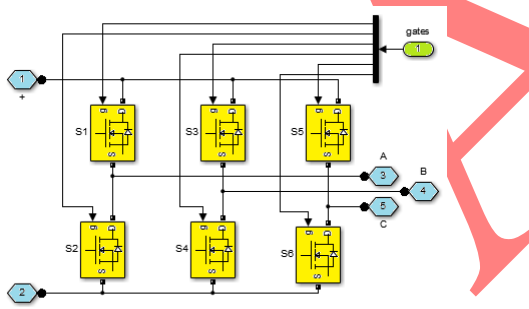 gates
1
1
+
g D S S1
g D S S3
g D S S5
A
3
B
4
5
C
g D S S2
g D S S4
g D S S6
2